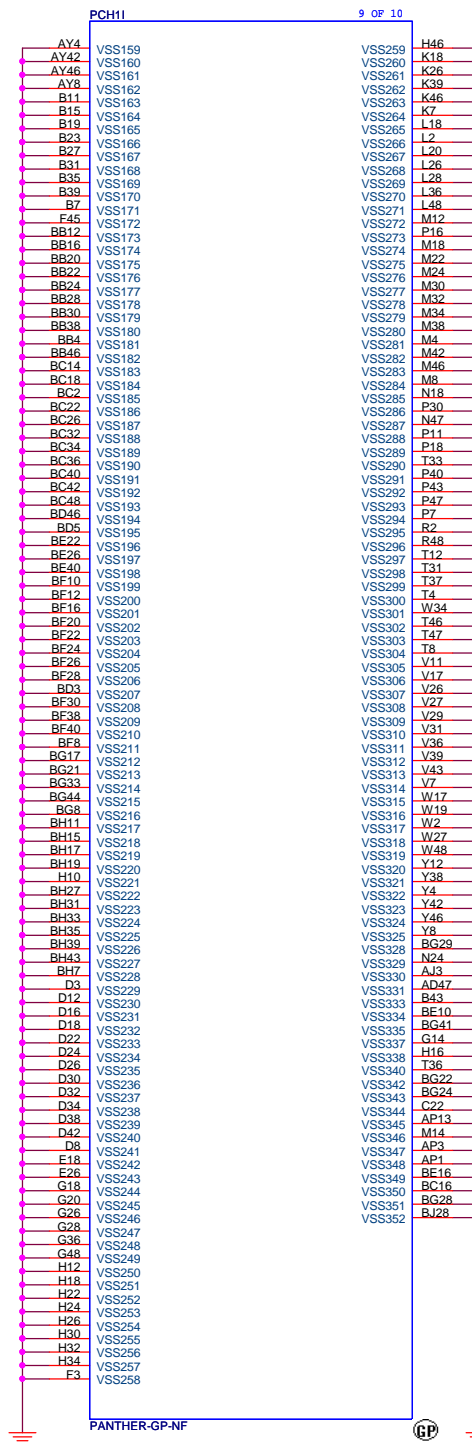 PCH1I 9 OF 10
AY4 VSS159 VSS259 H46
AY42 VSS160 VSS260 K18
AY46 VSS161 VSS261 K26
AY8 VSS162 VSS262 K39
B11 VSS163 VSS263 K46
B15 VSS164 VSS264 K7
B19 VSS165 VSS265 L18
B23 VSS166 VSS266 L2
B27 VSS167 VSS267 L20
B31 VSS168 VSS268 L26
B35 VSS169 VSS269 L28
B39 VSS170 VSS270 L36
B7 VSS171 VSS271 L48
F45 VSS172 VSS272 M12
BB12 VSS173 VSS273 P16
BB16 VSS174 VSS274 M18
BB20 VSS175 VSS275 M22
BB22 VSS176 VSS276 M24
BB24 VSS177 VSS277 M30
BB28 VSS178 VSS278 M32
BB30 VSS179 VSS279 M34
BB38 VSS180 VSS280 M38
BB4 VSS181 VSS281 M4
BB46 VSS182 VSS282 M42
BC14 VSS183 VSS283 M46
BC18 VSS184 VSS284 M8
BC2 VSS185 VSS285 N18
BC22 VSS186 VSS286 P30
BC26 VSS187 VSS287 N47
BC32 VSS188 VSS288 P11
BC34 VSS189 VSS289 P18
BC36 VSS190 VSS290 T33
BC40 VSS191 VSS291 P40
BC42 VSS192 VSS292 P43
BC48 VSS193 VSS293 P47
BD46 VSS194 VSS294 P7
BD5 VSS195 VSS295 R2
BE22 VSS196 VSS296 R48
BE26 VSS197 VSS297 T12
BE40 VSS198 VSS298 T31
BF10 VSS199 VSS299 T37
BF12 VSS200 VSS300 T4
BF16 VSS201 VSS301 W34
BF20 VSS202 VSS302 T46
BF22 VSS203 VSS303 T47
BF24 VSS204 VSS304 T8
BF26 VSS205 VSS305 V11
BF28 VSS206 VSS306 V17
BD3 VSS207 VSS307 V26
BF30 VSS208 VSS308 V27
BF38 VSS209 VSS309 V29
BF40 VSS210 VSS310 V31
BF8 VSS211 VSS311 V36
BG17 VSS212 VSS312 V39
BG21 VSS213 VSS313 V43
BG33 VSS214 VSS314 V7
BG44 VSS215 VSS315 W17
BG8 VSS216 VSS316 W19
BH11 VSS217 VSS317 W2
BH15 VSS218 VSS318 W27
BH17 VSS219 VSS319 W48
BH19 VSS220 VSS320 Y12
H10 VSS221 VSS321 Y38
BH27 VSS222 VSS322 Y4
BH31 VSS223 VSS323 Y42
BH33 VSS224 VSS324 Y46
BH35 VSS225 VSS325 Y8
BH39 VSS226 VSS328 BG29
BH43 VSS227 VSS329 N24
BH7 VSS228 VSS330 AJ3
D3 VSS229 VSS331 AD47
D12 VSS230 VSS333 B43
D16 VSS231 VSS334 BE10
D18 VSS232 VSS335 BG41
D22 VSS233 VSS337 G14
D24 VSS234 VSS338 H16
D26 VSS235 VSS340 T36
D30 VSS236 VSS342 BG22
D32 VSS237 VSS343 BG24
D34 VSS238 VSS344 C22
D38 VSS239 VSS345 AP13
D42 VSS240 VSS346 M14
D8 VSS241 VSS347 AP3
E18 VSS242 VSS348 AP1
E26 VSS243 VSS349 BE16
G18 VSS244 VSS350 BC16
G20 VSS245 VSS351 BG28
G26 VSS246 VSS352 BJ28
G28 VSS247
G36 VSS248
G48 VSS249
H12 VSS250
H18 VSS251
H22 VSS252
H24 VSS253
H26 VSS254
H30 VSS255
H32 VSS256
H34 VSS257
F3 VSS258
PANTHER-GP-NF GP